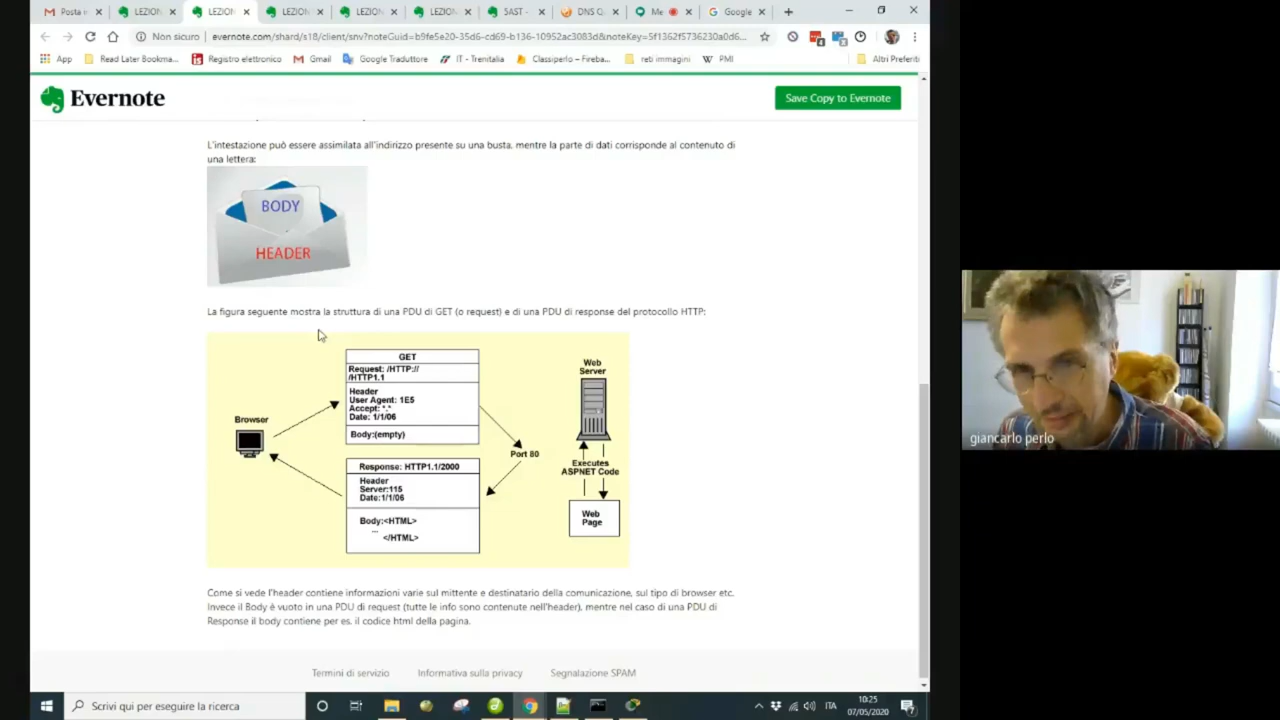 Posta in
LEZION
LEZION
LEZION
LEZION
LEZION
5AST -
DNS Q
Me
Google
Non sicuro
evernote.com/shard/s18/client/snv?noteGuid=b9fe5e20-35d6-cd69-b136-10952ac3083d&noteKey=5f1362f5736230a0d6...
App
Read Later Bookma...
Registro elettronico
Gmail
Google Traduttore
IT - Trenitalia
Classiperlo – Fireba...
reti immagini
PMI
Altri Preferiti
Evernote
Save Copy to Evernote
L'intestazione può essere assimilata all'indirizzo presente su una busta, mentre la parte di dati corrisponde al contenuto di
una lettera:
BODY
HEADER
La figura seguente mostra la struttura di una PDU di GET (o request) e di una PDU di response del protocollo HTTP:
GET
Request: /HTTP://
/HTTP1.1
Header
User Agent: 1E5
Accept: *.*
Date: 1/1/06
Body:(empty)
Browser
Web
Server
Port 80
Executes
ASPNET Code
Response: HTTP1.1/2000
Header
Server:115
Date:1/1/06
Body:<HTML>
...
</HTML>
Web
Page
giancarlo perlo
Come si vede l'header contiene informazioni varie sul mittente e destinatario della comunicazione, sul tipo di browser etc.
Invece il Body è vuoto in una PDU di request (tutte le info sono contenute nell'header), mentre nel caso di una PDU di
Response il body contiene per es. il codice html della pagina.
Termini di servizio
Informativa sulla privacy
Segnalazione SPAM
Scrivi qui per eseguire la ricerca
ITA
10:25
07/05/2020